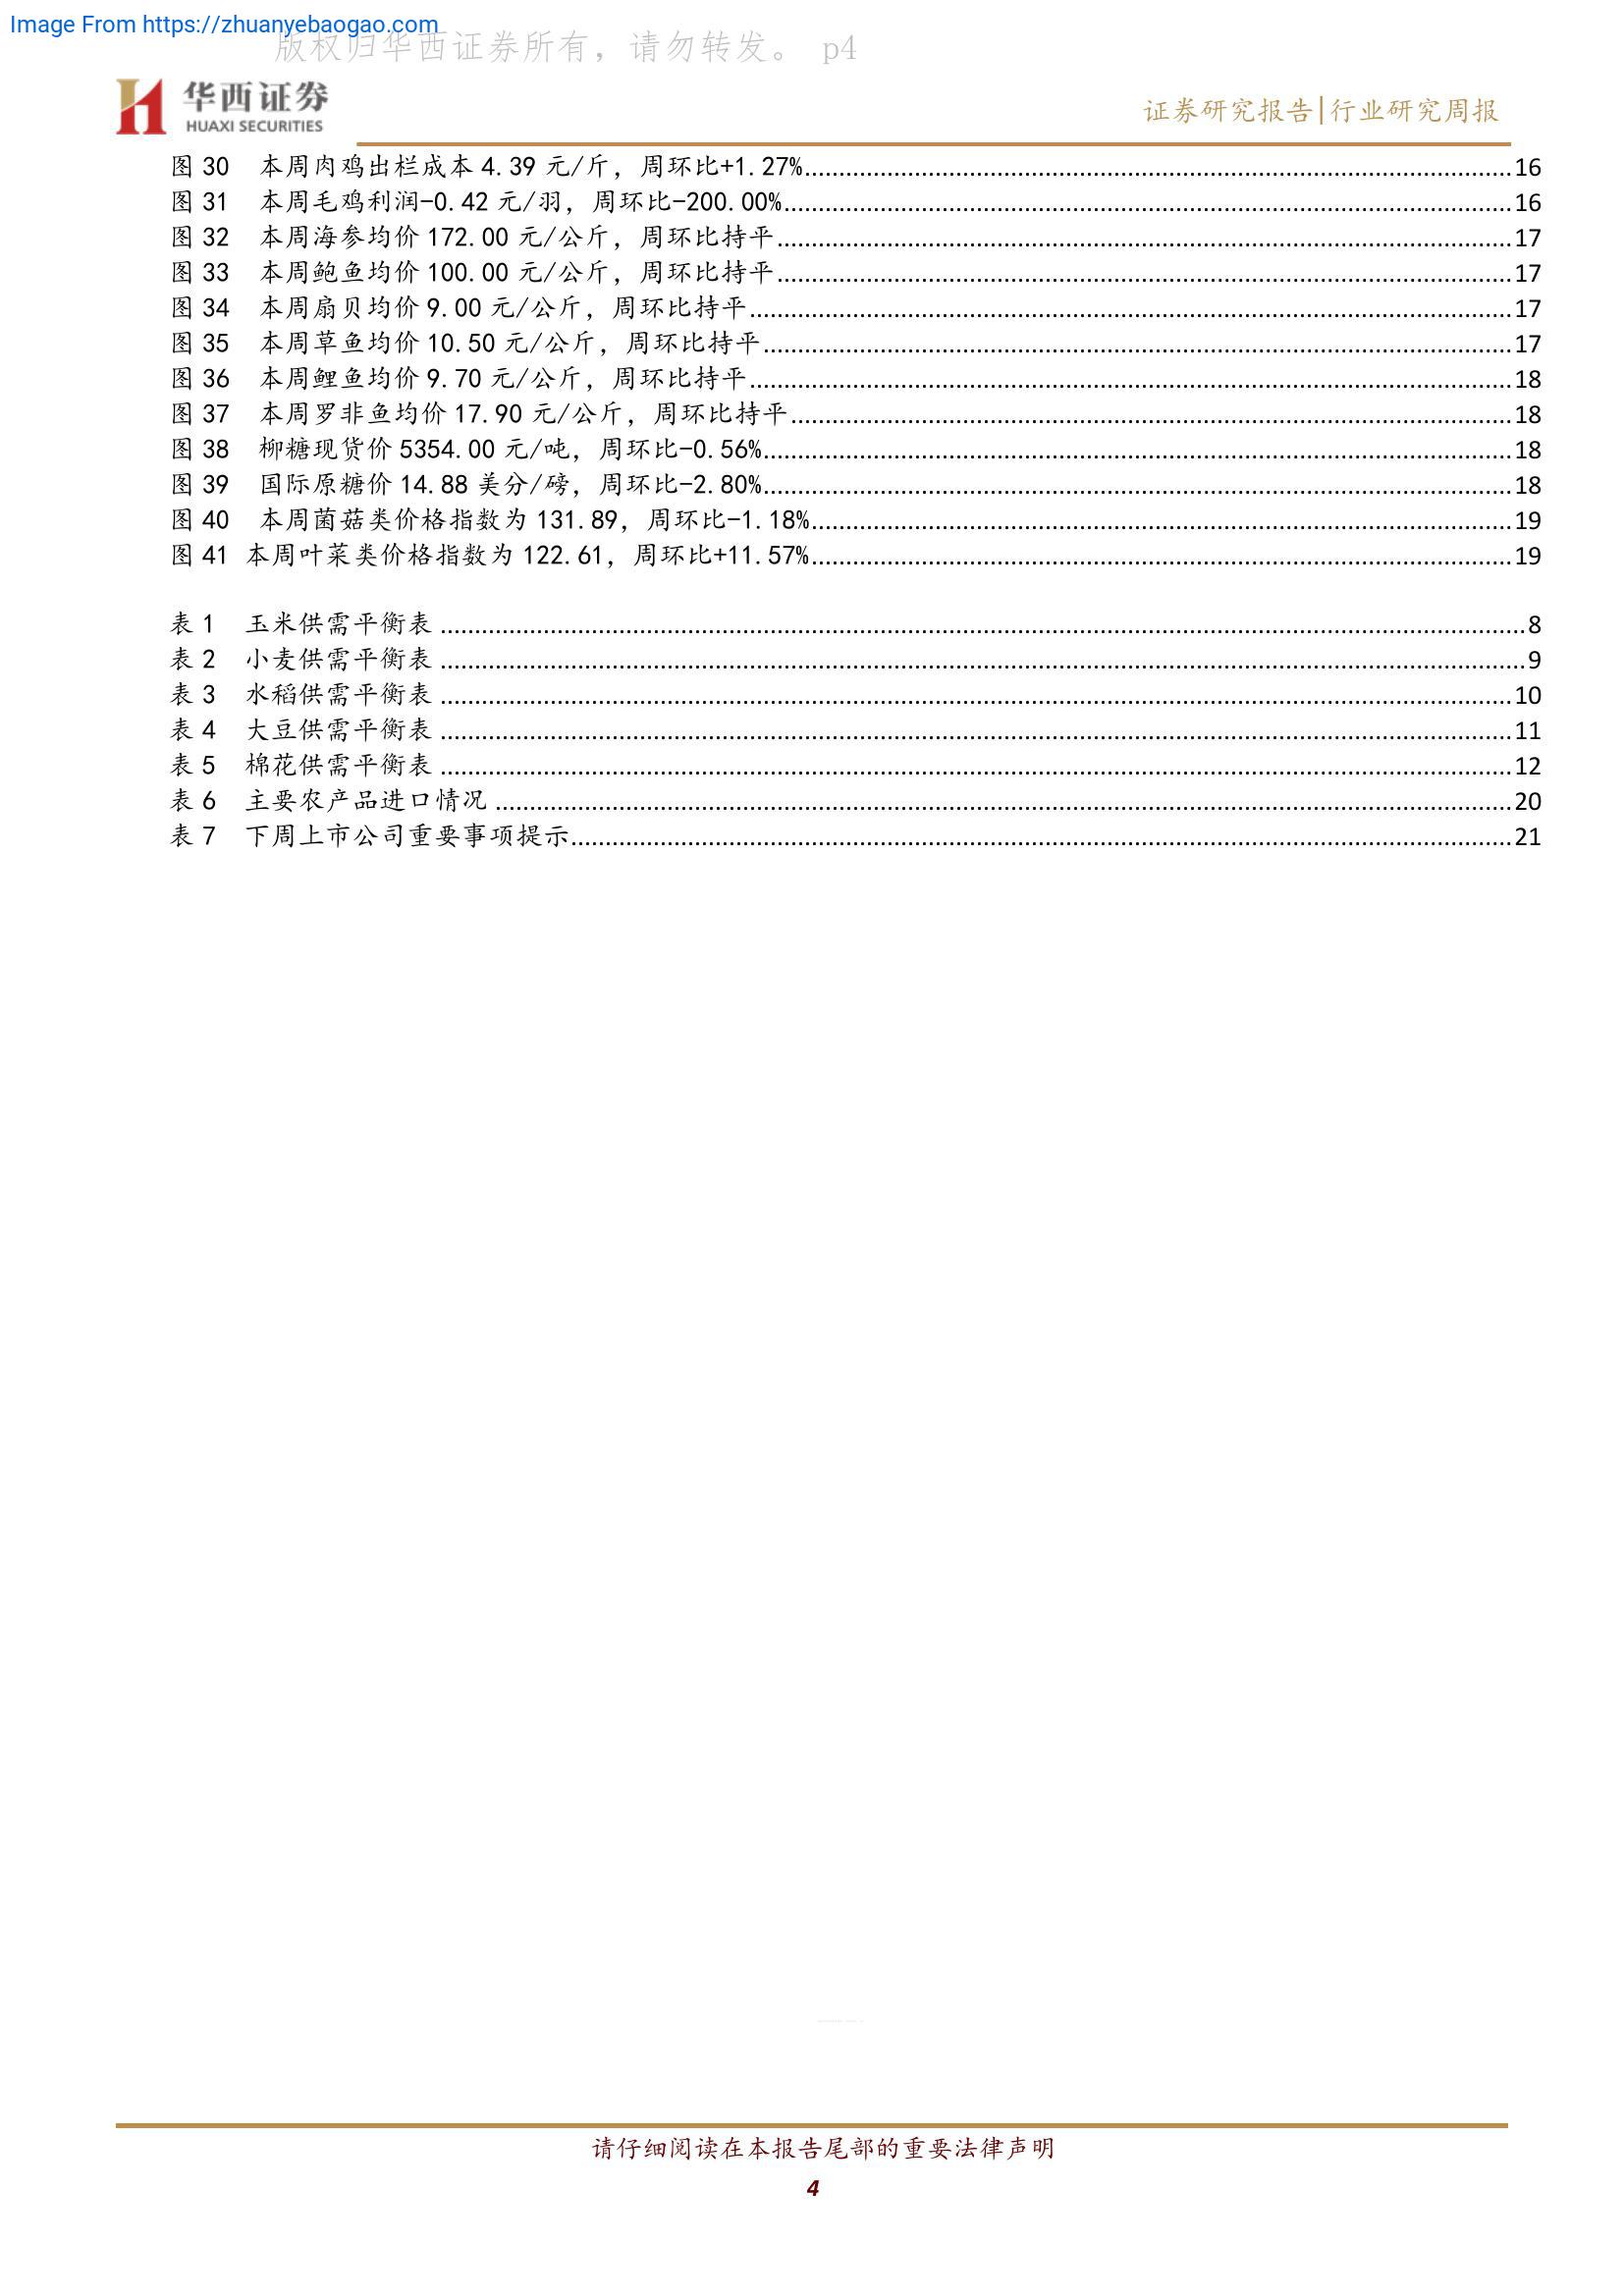 Image From https://zhuanyebaogao.com
版权归华西证券所有，请勿转发。 p4
华西证券
HUAXI SECURITIES
证券研究报告|行业研究周报
图 30 本周肉鸡出栏成本 4.39 元/斤，周环比+1.27%........16
图 31 本周毛鸡利润-0.42 元/羽，周环比-200.00%........16
图 32 本周海参均价 172.00 元/公斤，周环比持平........17
图 33 本周鲍鱼均价 100.00 元/公斤，周环比持平........17
图 34 本周扇贝均价 9.00 元/公斤，周环比持平........17
图 35 本周草鱼均价 10.50 元/公斤，周环比持平........17
图 36 本周鲤鱼均价 9.70 元/公斤，周环比持平........18
图 37 本周罗非鱼均价 17.90 元/公斤，周环比持平........18
图 38 柳糖现货价 5354.00 元/吨，周环比-0.56%........18
图 39 国际原糖价 14.88 美分/磅，周环比-2.80%........18
图 40 本周菌菇类价格指数为 131.89，周环比-1.18%........19
图 41 本周叶菜类价格指数为 122.61，周环比+11.57%........19
表 1 玉米供需平衡表........8
表 2 小麦供需平衡表........9
表 3 水稻供需平衡表........10
表 4 大豆供需平衡表........11
表 5 棉花供需平衡表........12
表 6 主要农产品进口情况........20
表 7 下周上市公司重要事项提示........21
请仔细阅读在本报告尾部的重要法律声明
4